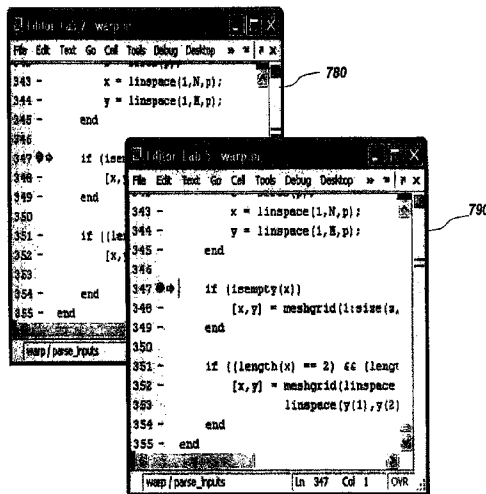 Editor Lab 7 warp.m
File Edit Text Go Cell Tools Debug Desktop »
343 - x = linspace(1,N,p);
344 - y = linspace(1,M,p);
345 - end
346
347 if (isem
348 - [x,
349 - end
350
351 - if ((len
352 - [x,y
353
354 - end
355 - end
warp / parse_inputs
780
Editor Lab warp.m
File Edit Text Go Cell Tools Debug Desktop »
343 - x = linspace(1,N,p);
344 - y = linspace(1,M,p);
345 - end
346
347 if (isempty(x))
348 - [x,y] = meshgrid(1:size(z,
349 - end
350
351 - if ((length(x) == 2) && (lengt
352 - [x,y] = meshgrid(linspace
353 linspace(y(1),y(2)
354 - end
355 - end
warp / parse_inputs Ln 347 Col 1 OVR
790